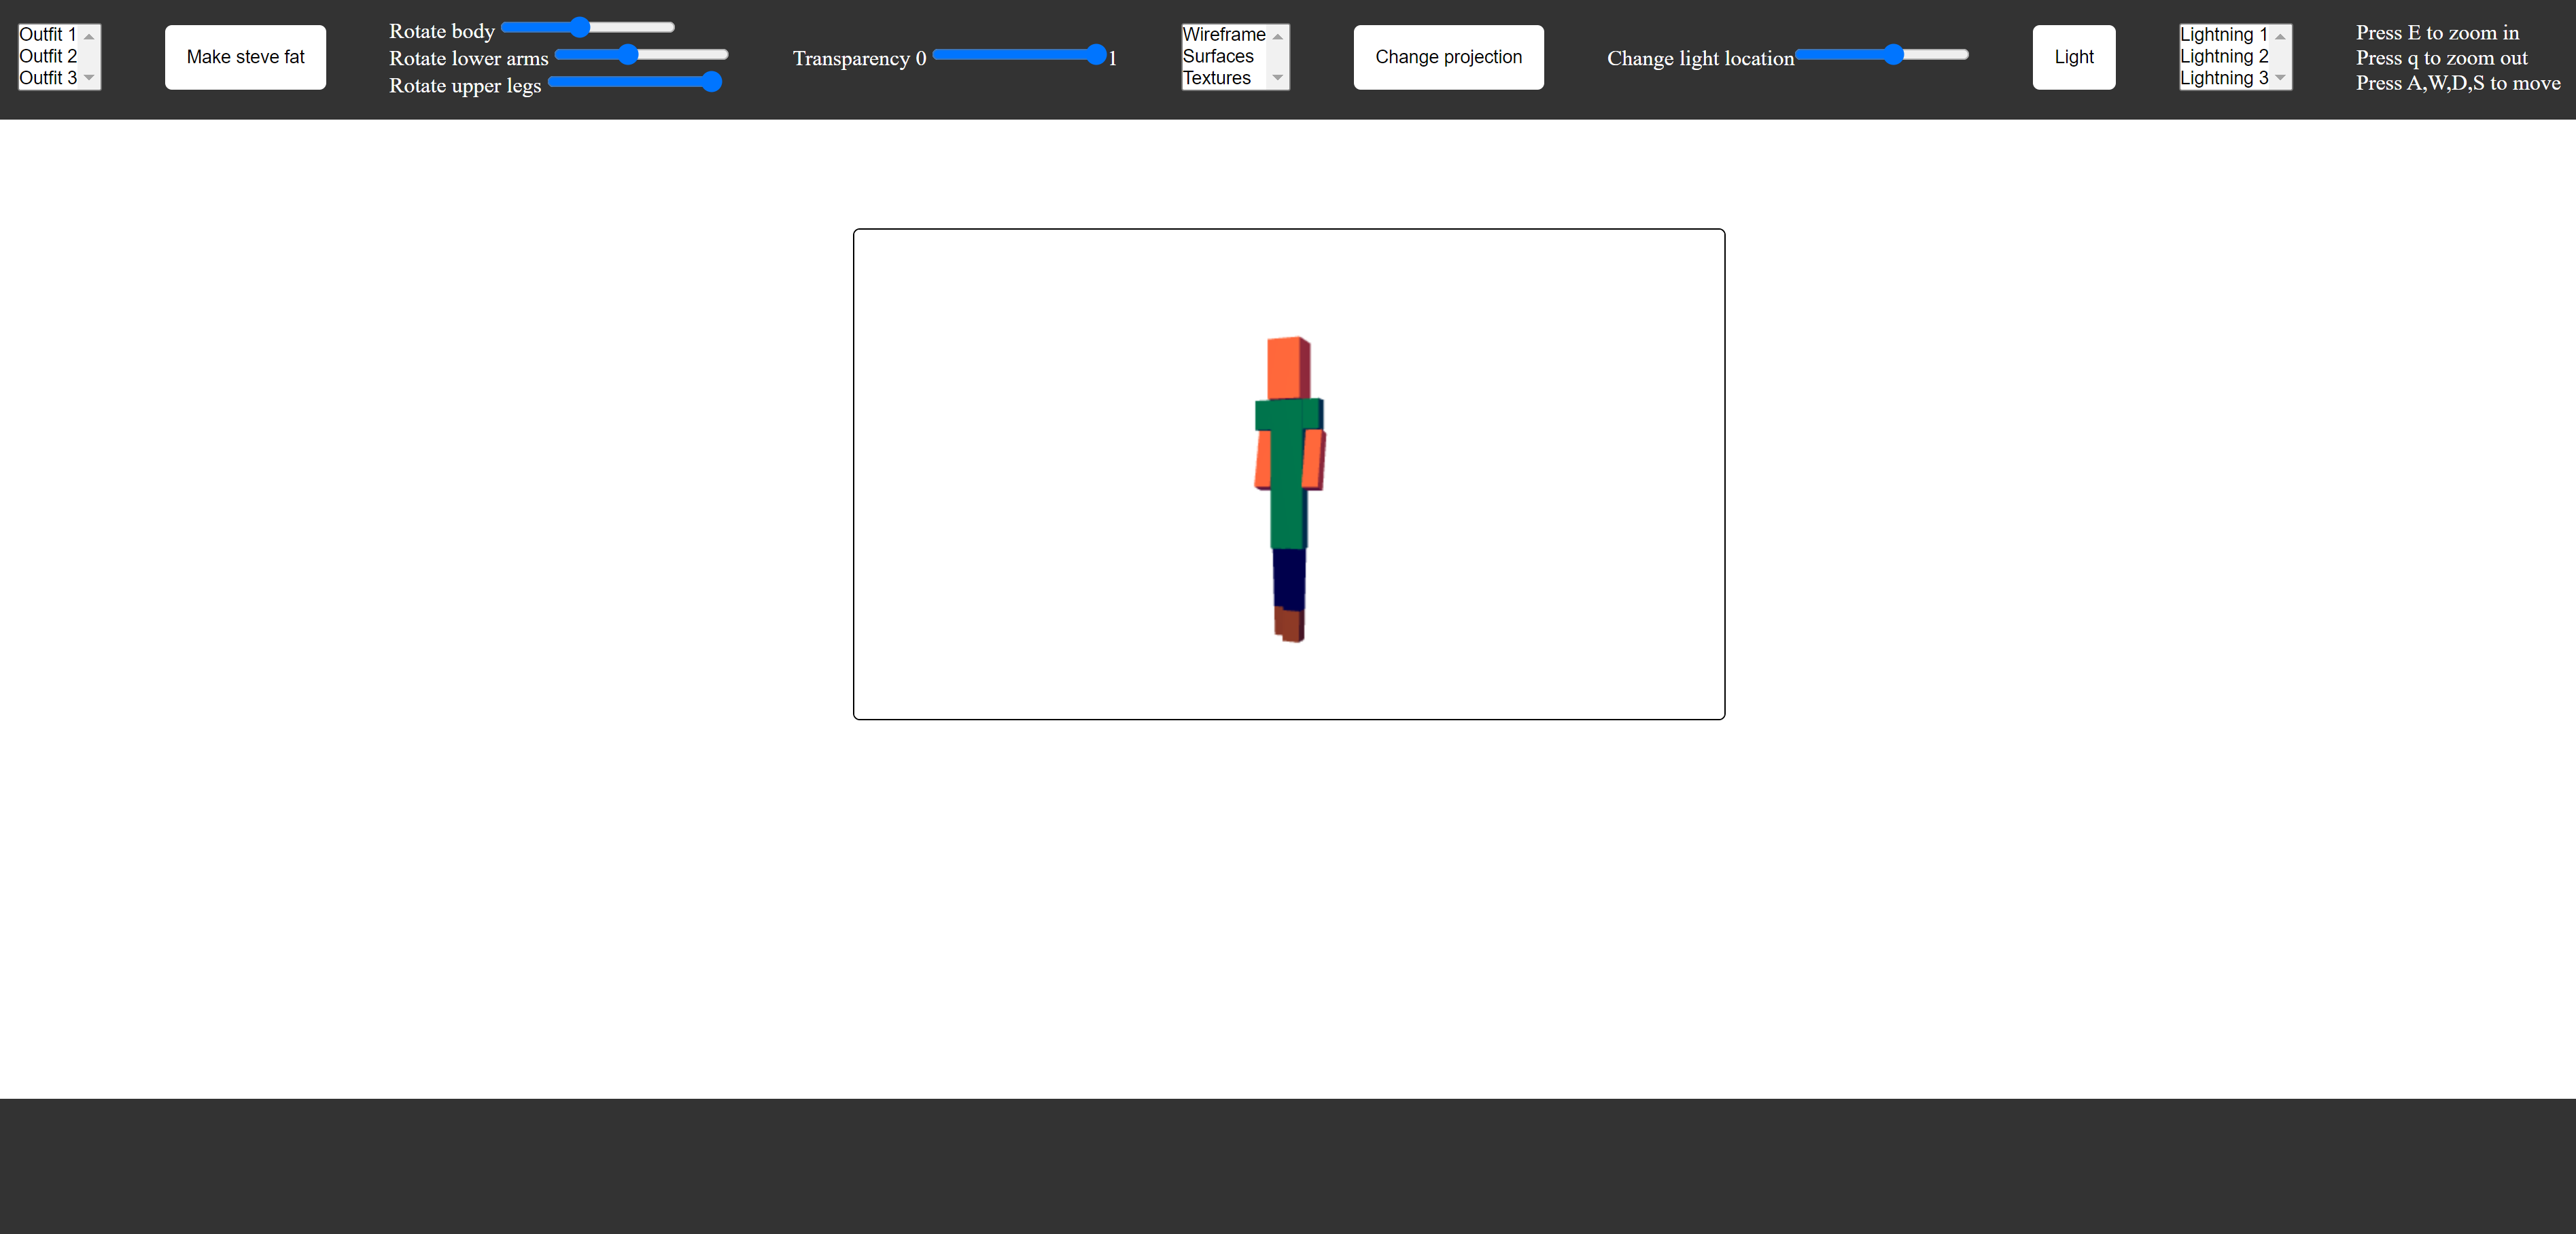 Outfit 1
Outfit 2
Outfit 3
Make steve fat
Rotate body
Rotate lower arms
Rotate upper legs
Transparency 0 1
Wireframe
Surfaces
Textures
Change projection
Change light location
Light
Lightning 1
Lightning 2
Lightning 3
Press E to zoom in
Press q to zoom out
Press A,W,D,S to move